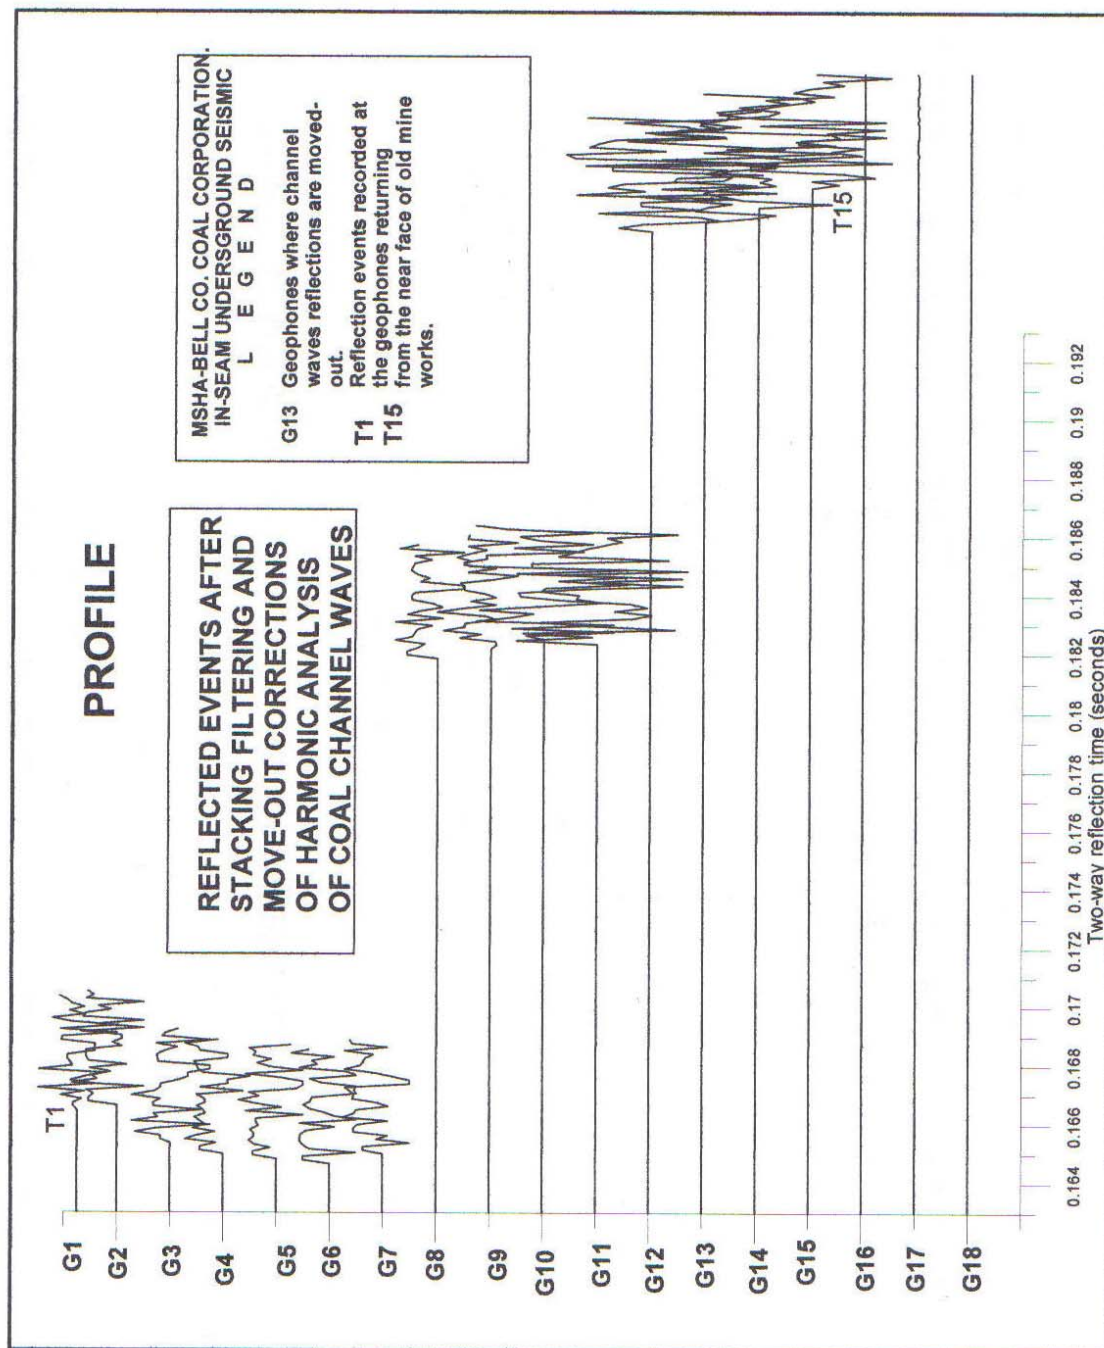 PROFILE
REFLECTED EVENTS AFTER
STACKING FILTERING AND
MOVE-OUT CORRECTIONS
OF HARMONIC ANALYSIS
OF COAL CHANNEL WAVES
MSHA-BELL CO. COAL CORPORATION.
IN-SEAM UNDERSGROUND SEISMIC
L E G E N D
G13 Geophones where channel
waves reflections are moved-
out.
T1 Reflection events recorded at
T15 the geophones returning
from the near face of old mine
works.
T1
T15
G1
G2
G3
G4
G5
G6
G7
G8
G9
G10
G11
G12
G13
G14
G15
G16
G17
G18
0.164 0.166 0.168 0.17 0.172 0.174 0.176 0.178 0.18 0.182 0.184 0.186 0.188 0.19 0.192
Two-way reflection time (seconds)